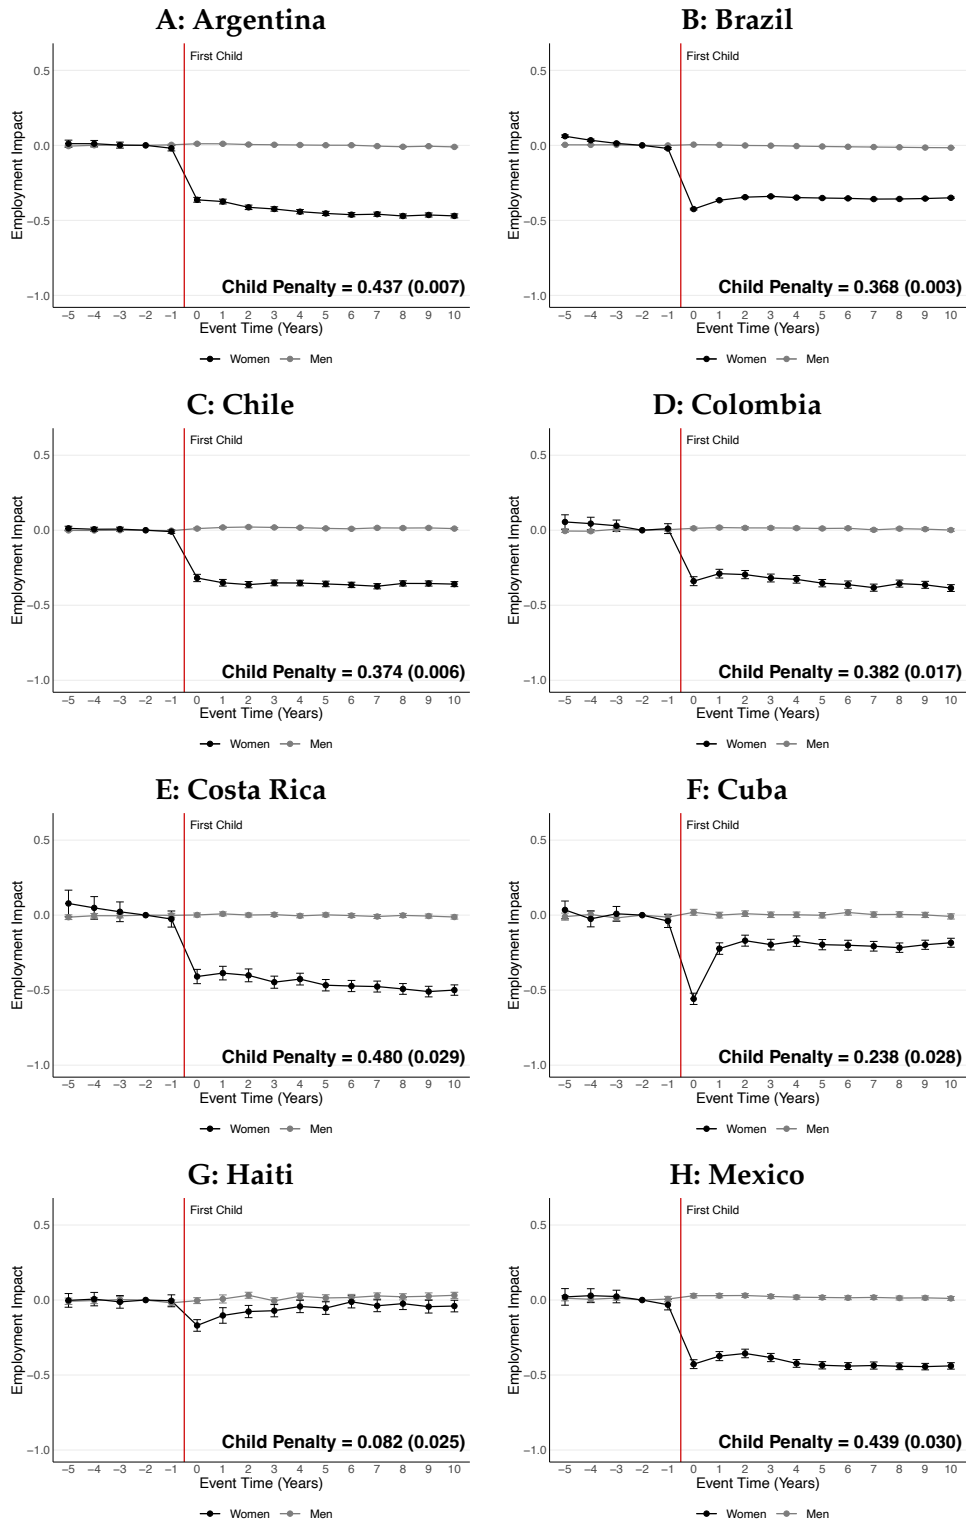 A: Argentina
First Child
0.5
0.0
−0.5
−1.0
Employment Impact
Child Penalty = 0.437 (0.007)
−5 −4 −3 −2 −1 0 1 2 3 4 5 6 7 8 9 10
Event Time (Years)
Women Men
B: Brazil
First Child
0.5
0.0
−0.5
−1.0
Employment Impact
Child Penalty = 0.368 (0.003)
−5 −4 −3 −2 −1 0 1 2 3 4 5 6 7 8 9 10
Event Time (Years)
Women Men
C: Chile
First Child
0.5
0.0
−0.5
−1.0
Employment Impact
Child Penalty = 0.374 (0.006)
−5 −4 −3 −2 −1 0 1 2 3 4 5 6 7 8 9 10
Event Time (Years)
Women Men
D: Colombia
First Child
0.5
0.0
−0.5
−1.0
Employment Impact
Child Penalty = 0.382 (0.017)
−5 −4 −3 −2 −1 0 1 2 3 4 5 6 7 8 9 10
Event Time (Years)
Women Men
E: Costa Rica
First Child
0.5
0.0
−0.5
−1.0
Employment Impact
Child Penalty = 0.480 (0.029)
−5 −4 −3 −2 −1 0 1 2 3 4 5 6 7 8 9 10
Event Time (Years)
Women Men
F: Cuba
First Child
0.5
0.0
−0.5
−1.0
Employment Impact
Child Penalty = 0.238 (0.028)
−5 −4 −3 −2 −1 0 1 2 3 4 5 6 7 8 9 10
Event Time (Years)
Women Men
G: Haiti
First Child
0.5
0.0
−0.5
−1.0
Employment Impact
Child Penalty = 0.082 (0.025)
−5 −4 −3 −2 −1 0 1 2 3 4 5 6 7 8 9 10
Event Time (Years)
Women Men
H: Mexico
First Child
0.5
0.0
−0.5
−1.0
Employment Impact
Child Penalty = 0.439 (0.030)
−5 −4 −3 −2 −1 0 1 2 3 4 5 6 7 8 9 10
Event Time (Years)
Women Men